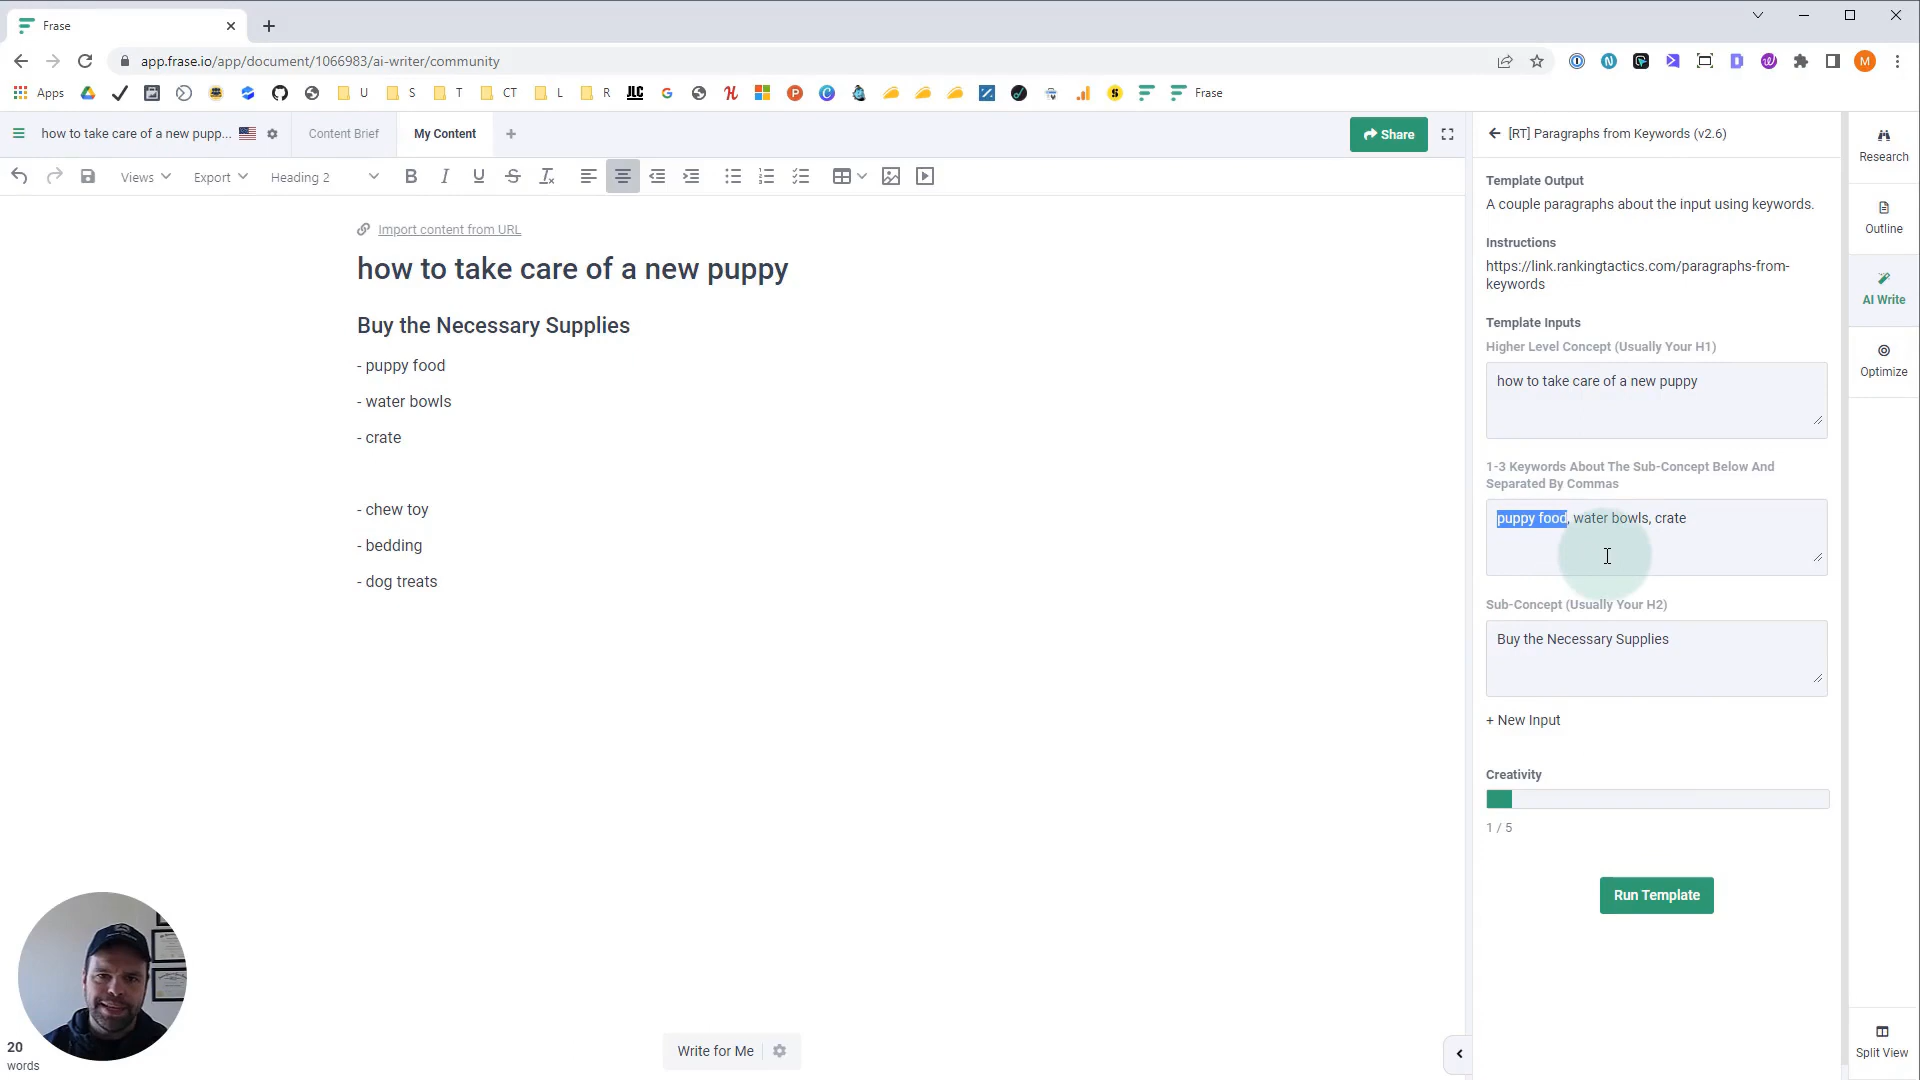 Frase
app.frase.io/app/document/1066983/ai-writer/community
M
Apps
U
S
T
CT
L
R
JLC
Frase
how to take care of a new pupp...
Content Brief
My Content
Share
[RT] Paragraphs from Keywords (v2.6)
Research
Views
Export
Heading 2
Template Output
A couple paragraphs about the input using keywords.
Outline
Import content from URL
how to take care of a new puppy
Instructions
https://link.rankingtactics.com/paragraphs-from-
keywords
AI Write
Buy the Necessary Supplies
- puppy food
- water bowls
- crate
- chew toy
- bedding
- dog treats
Template Inputs
Higher Level Concept (Usually Your H1)
how to take care of a new puppy
Optimize
1-3 Keywords About The Sub-Concept Below And
Separated By Commas
puppy food, water bowls, crate
Sub-Concept (Usually Your H2)
Buy the Necessary Supplies
+ New Input
Creativity
1 / 5
Run Template
20
words
Write for Me
Split View